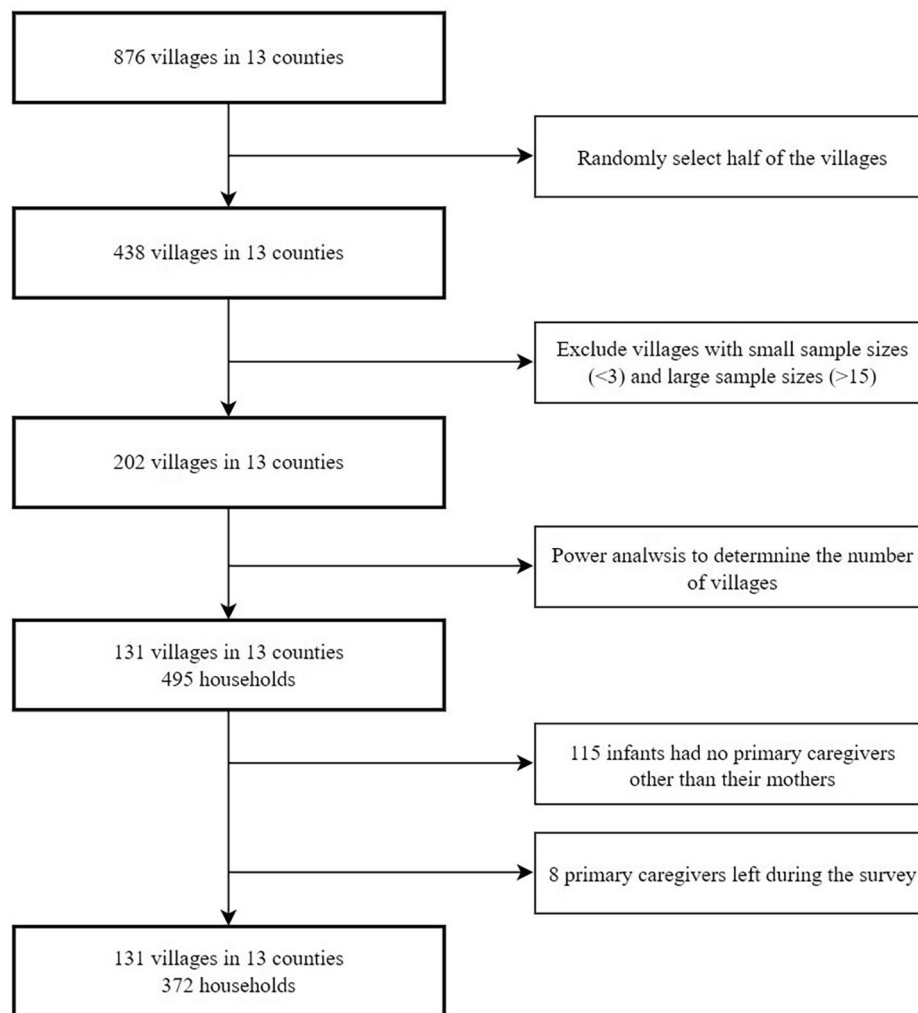 876 villages in 13 counties
Randomly select half of the villages
438 villages in 13 counties
Exclude villages with small sample sizes
(<3) and large sample sizes (>15)
202 villages in 13 counties
Power analwsis to determnine the number
of villages
131 villages in 13 counties
495 households
115 infants had no primary caregivers
other than their mothers
8 primary caregivers left during the survey
131 villages in 13 counties
372 households